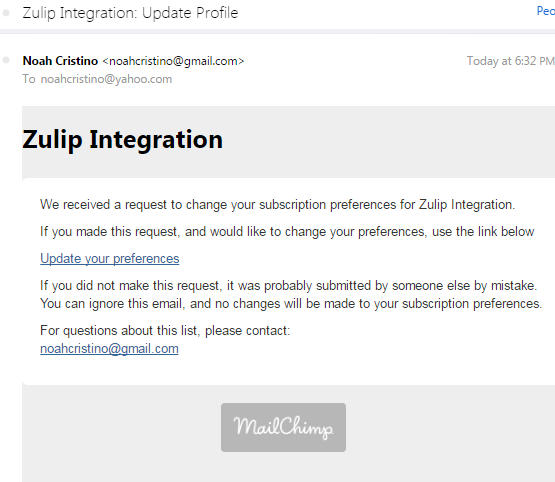 Zulip Integration: Update Profile
Peo
Noah Cristino <noahcristino@gmail.com>
Today at 6:32 PM
To noahcristino@yahoo.com
Zulip Integration
We received a request to change your subscription preferences for Zulip Integration.
If you made this request, and would like to change your preferences, use the link below
Update your preferences
If you did not make this request, it was probably submitted by someone else by mistake.
You can ignore this email, and no changes will be made to your subscription preferences.
For questions about this list, please contact:
noahcristino@gmail.com
MailChimp